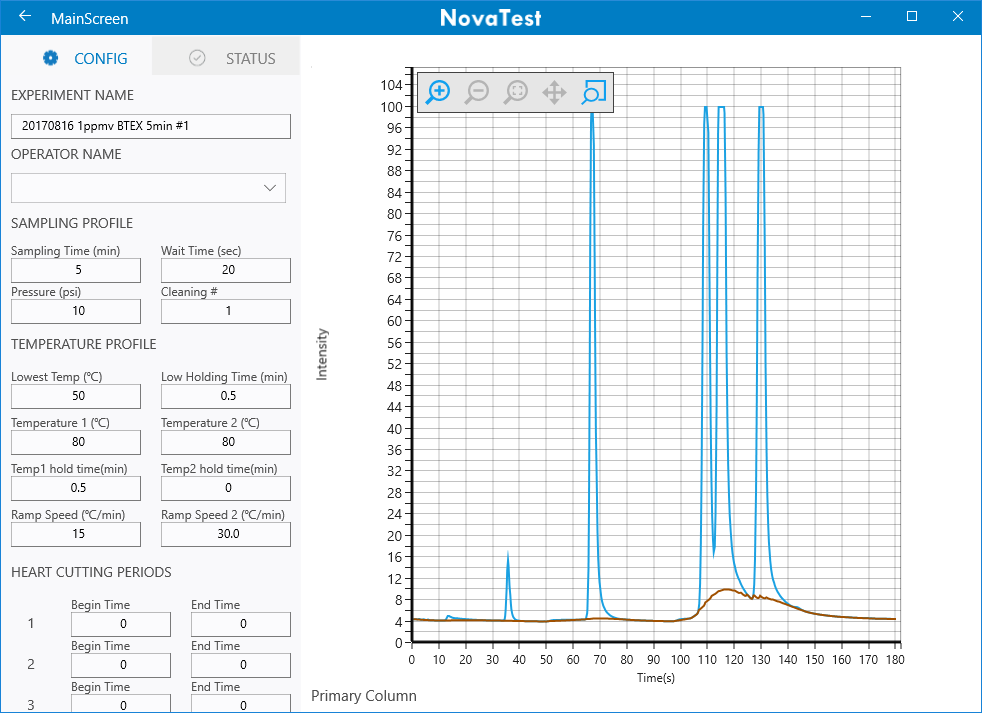 MainScreen
NovaTest
CONFIG
STATUS
EXPERIMENT NAME
20170816 1ppmv BTEX 5min #1
OPERATOR NAME
SAMPLING PROFILE
Sampling Time (min) Wait Time (sec)
5 20
Pressure (psi) Cleaning #
10 1
TEMPERATURE PROFILE
Lowest Temp (℃) Low Holding Time (min)
50 0.5
Temperature 1 (℃) Temperature 2 (℃)
80 80
Temp1 hold time(min) Temp2 hold time(min)
0.5 0
Ramp Speed (℃/min) Ramp Speed 2 (℃/min)
15 30.0
HEART CUTTING PERIODS
Begin Time End Time
1 0 0
Begin Time End Time
2 0 0
Begin Time End Time
3 0 0
Intensity
104
100
96
92
88
84
80
76
72
68
64
60
56
52
48
44
40
36
32
28
24
20
16
12
8
4
0
0 10 20 30 40 50 60 70 80 90 100 110 120 130 140 150 160 170 180
Time(s)
Primary Column